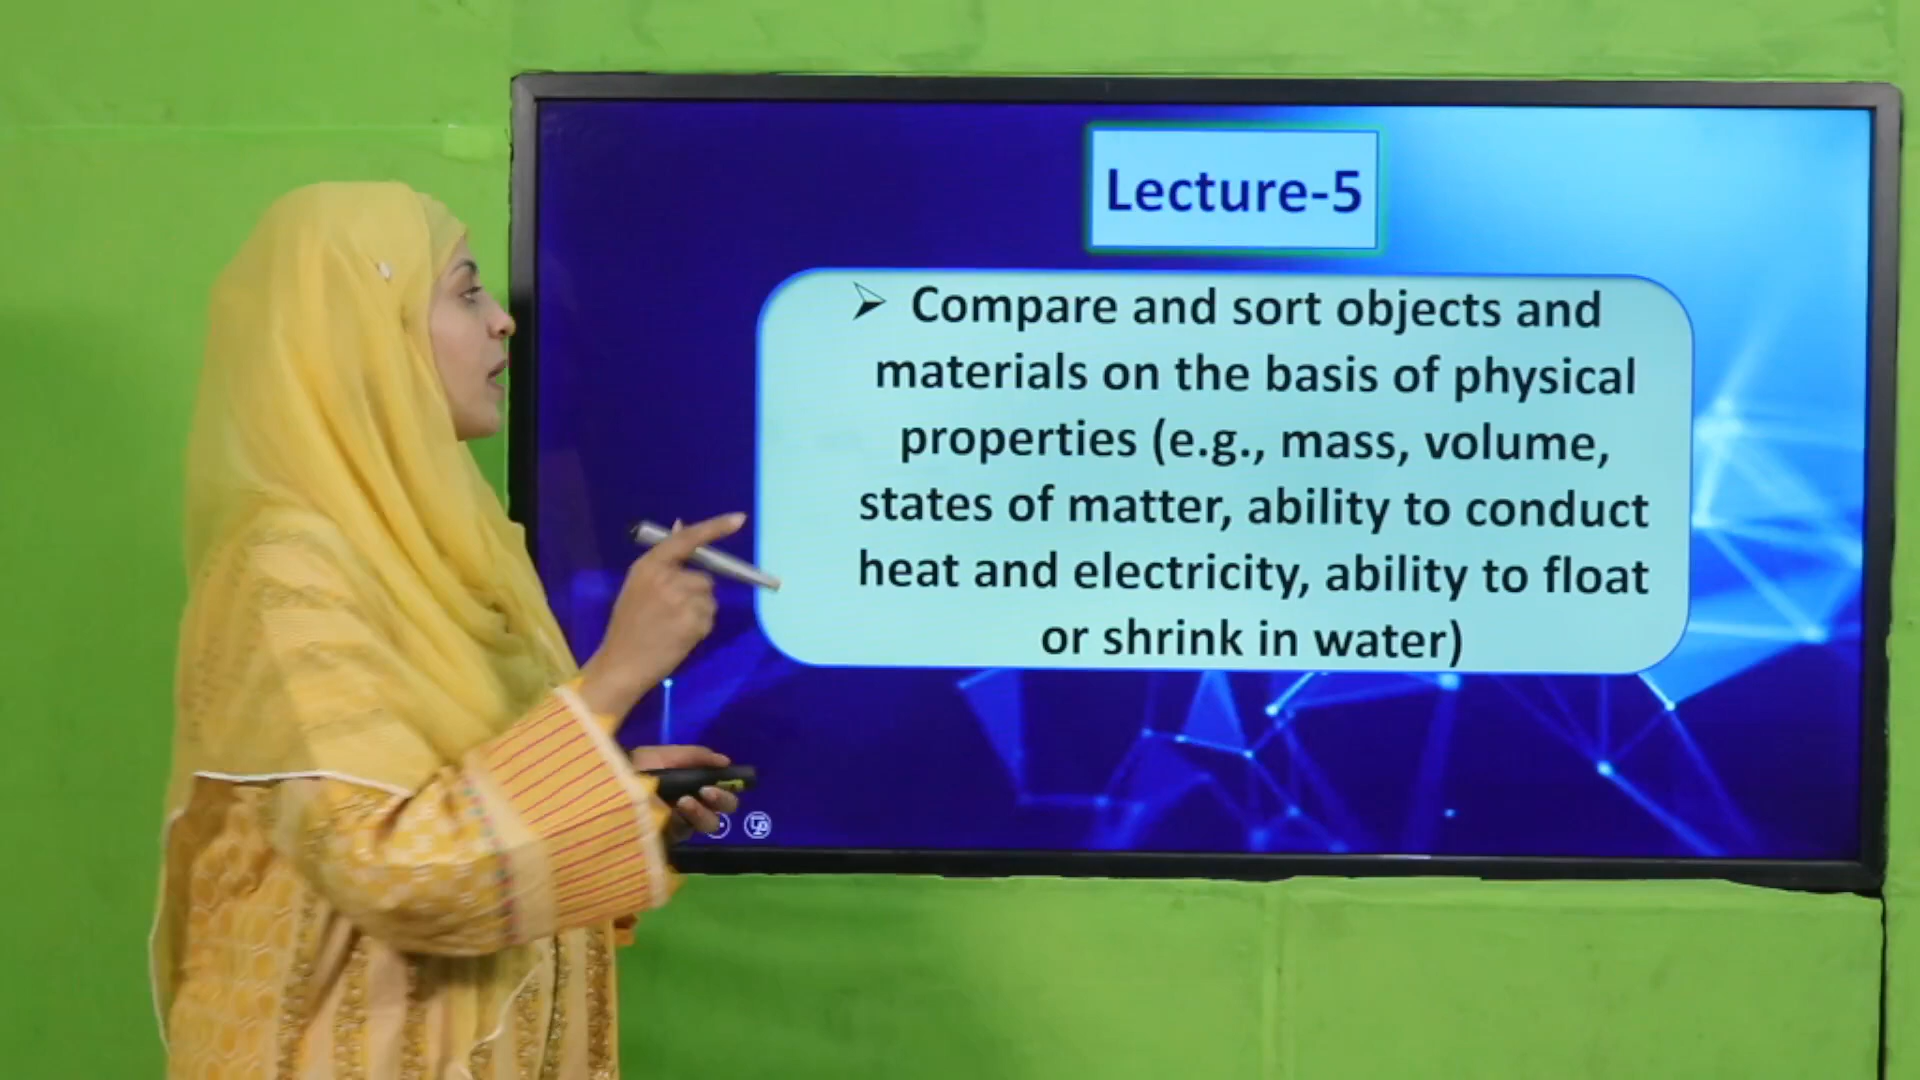 Lecture-5
➢ Compare and sort objects and
materials on the basis of physical
properties (e.g., mass, volume,
states of matter, ability to conduct
heat and electricity, ability to float
or shrink in water)